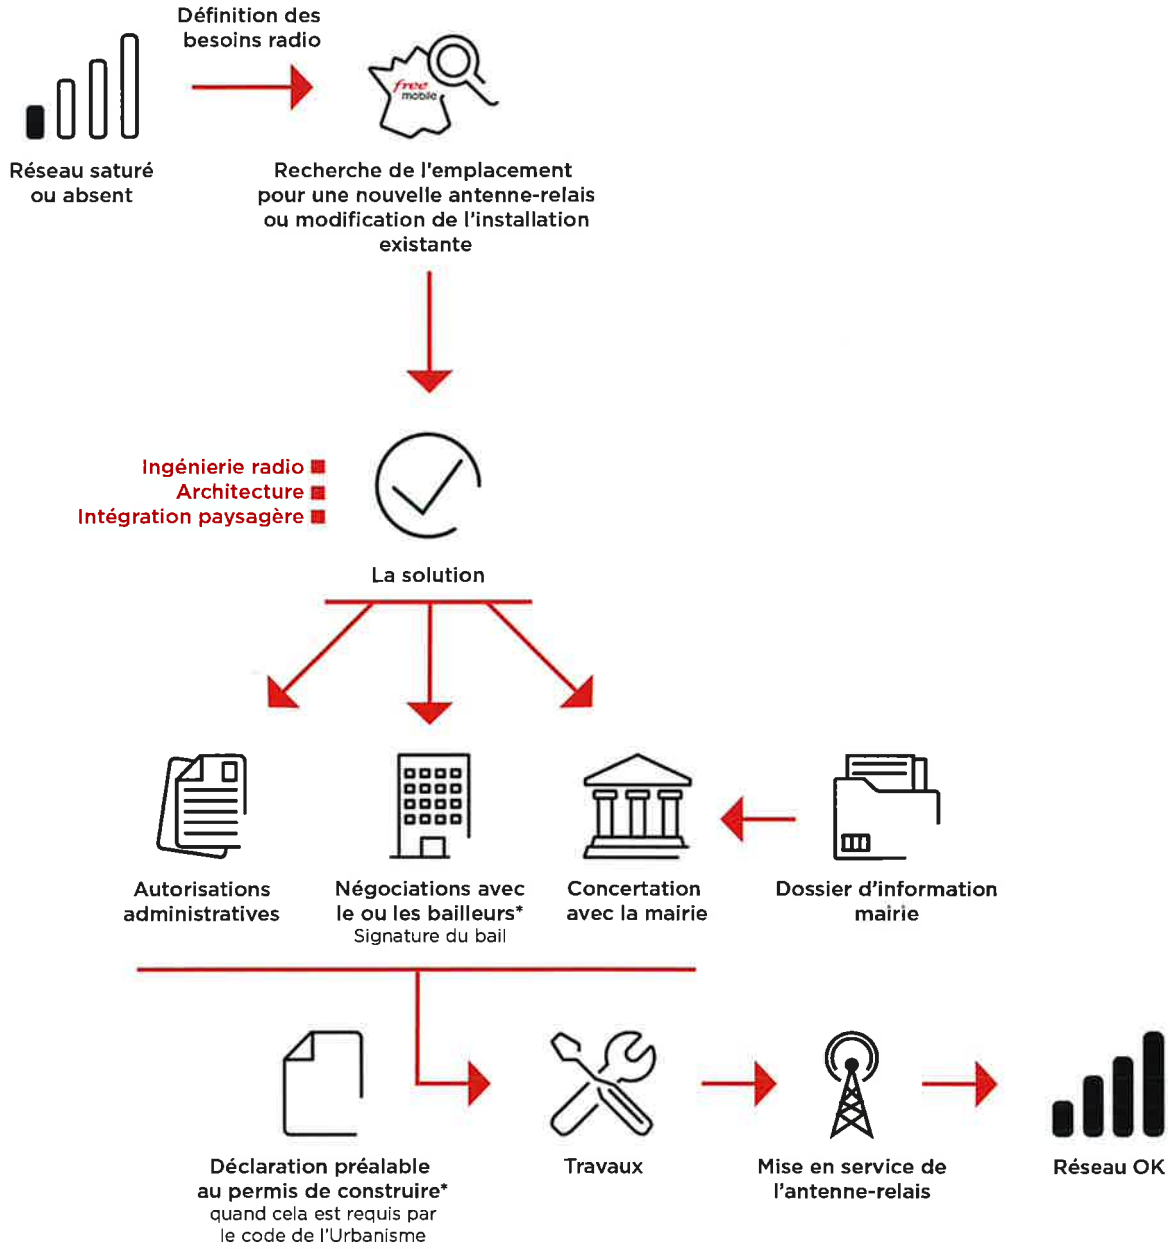 Définition des
besoins radio
free
mobile
Réseau saturé
ou absent
Recherche de l'emplacement
pour une nouvelle antenne-relais
ou modification de l'installation
existante
Ingénierie radio
Architecture
Intégration paysagère
La solution
Autorisations
administratives
Négociations avec
le ou les bailleurs*
Signature du bail
Concertation
avec la mairie
Dossier d'information
mairie
Déclaration préalable
au permis de construire*
quand cela est requis par
le code de l'Urbanisme
Travaux
Mise en service de
l'antenne-relais
Réseau OK